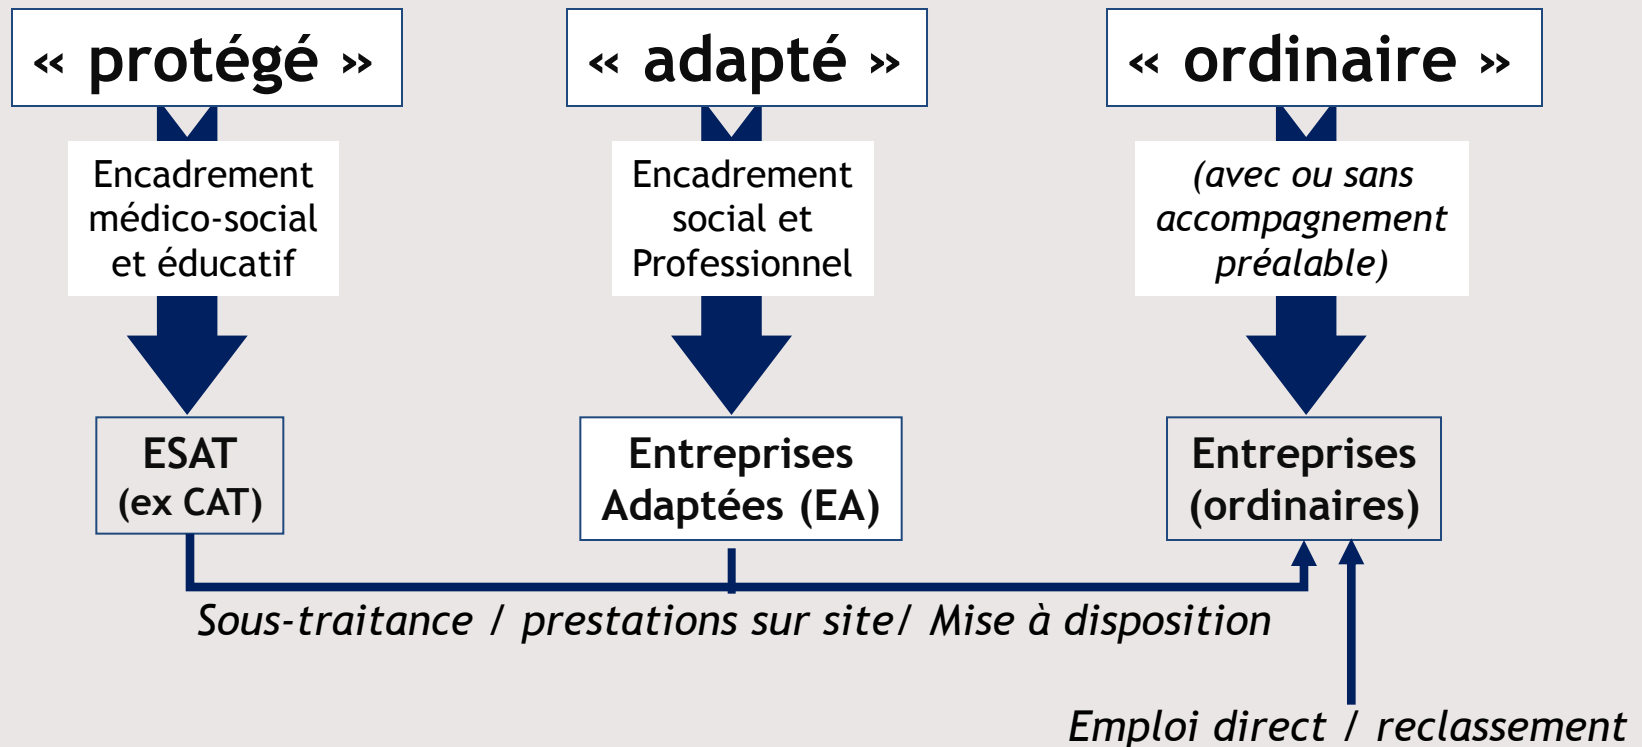 « protégé »
« adapté »
« ordinaire »
Encadrement
médico-social
et éducatif
Encadrement
social et
Professionnel
(avec ou sans
accompagnement
préalable)
ESAT
(ex CAT)
Entreprises
Adaptées (EA)
Entreprises
(ordinaires)
Sous-traitance / prestations sur site/ Mise à disposition
Emploi direct / reclassement